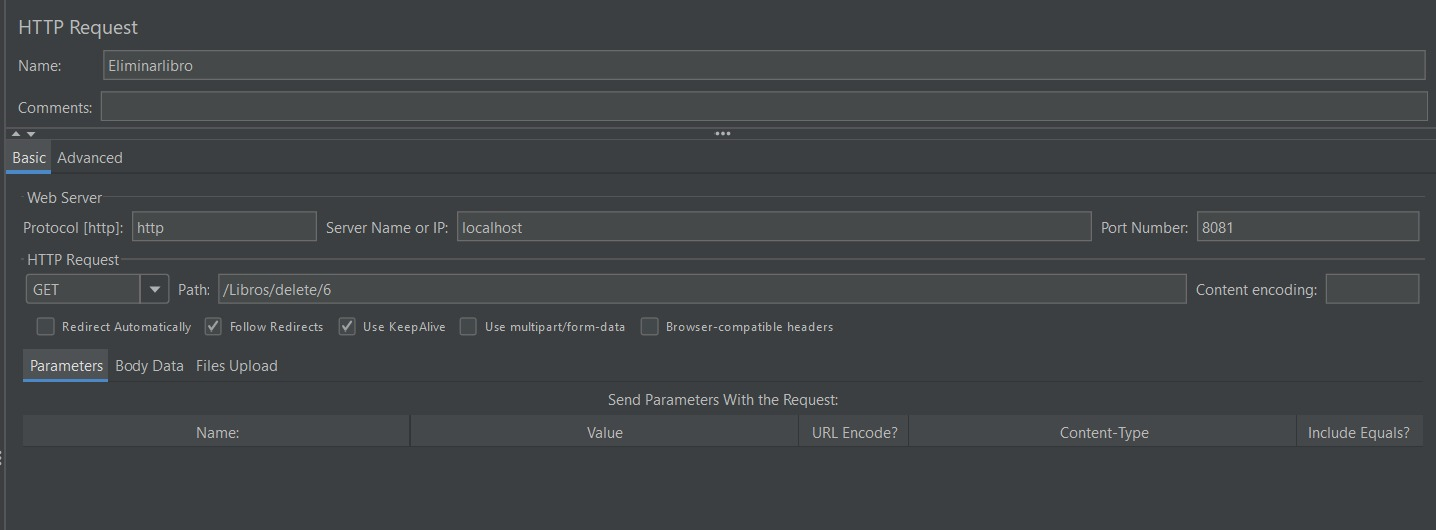 HTTP Request
Name: Eliminarlibro
Comments:
Basic Advanced
Web Server
Protocol [http]: http Server Name or IP: localhost Port Number: 8081
HTTP Request
GET Path: /Libros/delete/6 Content encoding:
Redirect Automatically Follow Redirects Use KeepAlive Use multipart/form-data Browser-compatible headers
Parameters Body Data Files Upload
Send Parameters With the Request:
Name: Value URL Encode? Content-Type Include Equals?